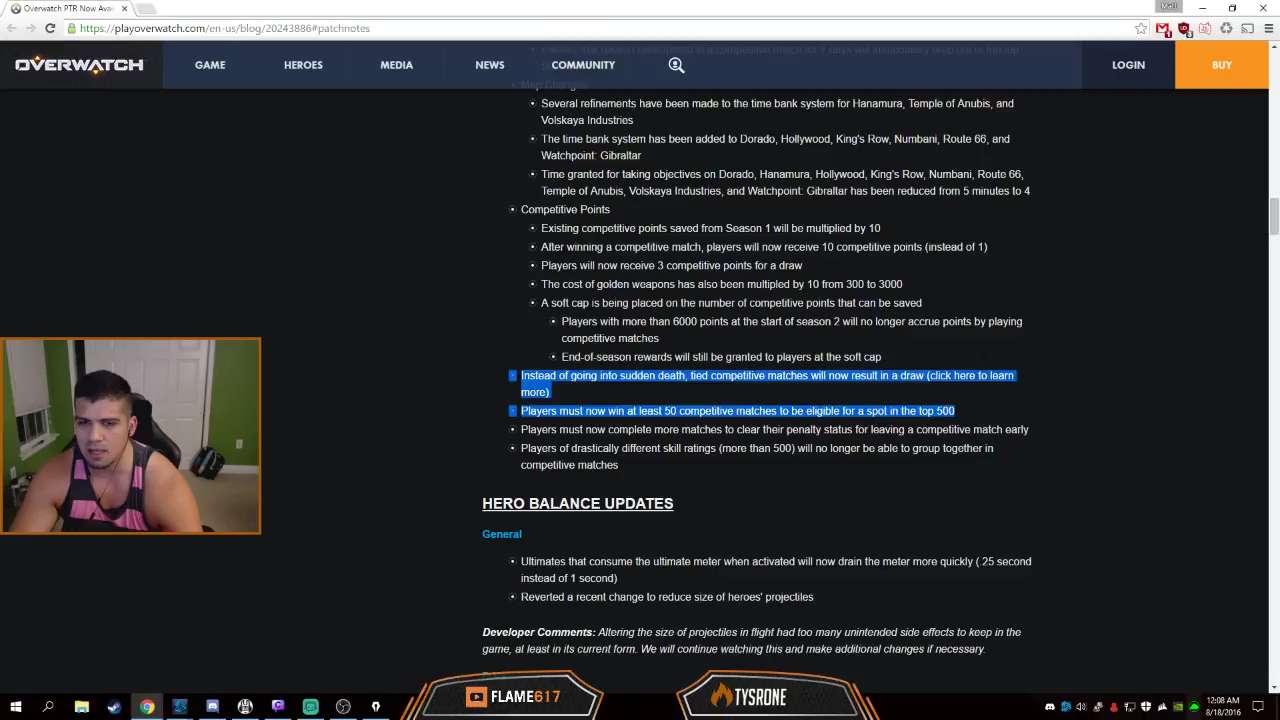 Overwatch PTR Now Avai
Matt
https://playoverwatch.com/en-us/blog/20243886#patchnotes
OVERWATCH
GAME
HEROES
MEDIA
NEWS
COMMUNITY
LOGIN
BUY
Map Changes
Several refinements have been made to the time bank system for Hanamura, Temple of Anubis, and
Volskaya Industries
The time bank system has been added to Dorado, Hollywood, King's Row, Numbani, Route 66, and
Watchpoint: Gibraltar
Time granted for taking objectives on Dorado, Hanamura, Hollywood, King's Row, Numbani, Route 66,
Temple of Anubis, Volskaya Industries, and Watchpoint: Gibraltar has been reduced from 5 minutes to 4
Competitive Points
Existing competitive points saved from Season 1 will be multiplied by 10
After winning a competitive match, players will now receive 10 competitive points (instead of 1)
Players will now receive 3 competitive points for a draw
The cost of golden weapons has also been multipled by 10 from 300 to 3000
A soft cap is being placed on the number of competitive points that can be saved
Players with more than 6000 points at the start of season 2 will no longer accrue points by playing
competitive matches
End-of-season rewards will still be granted to players at the soft cap
Instead of going into sudden death, tied competitive matches will now result in a draw (click here to learn
more)
Players must now win at least 50 competitive matches to be eligible for a spot in the top 500
Players must now complete more matches to clear their penalty status for leaving a competitive match early
Players of drastically different skill ratings (more than 500) will no longer be able to group together in
competitive matches
HERO BALANCE UPDATES
General
Ultimates that consume the ultimate meter when activated will now drain the meter more quickly (.25 second
instead of 1 second)
Reverted a recent change to reduce size of heroes' projectiles
Developer Comments: Altering the size of projectiles in flight had too many unintended side effects to keep in the
game, at least in its current form. We will continue watching this and make additional changes if necessary.
FLAME617
TYSRONE
12:08 AM
8/18/2016